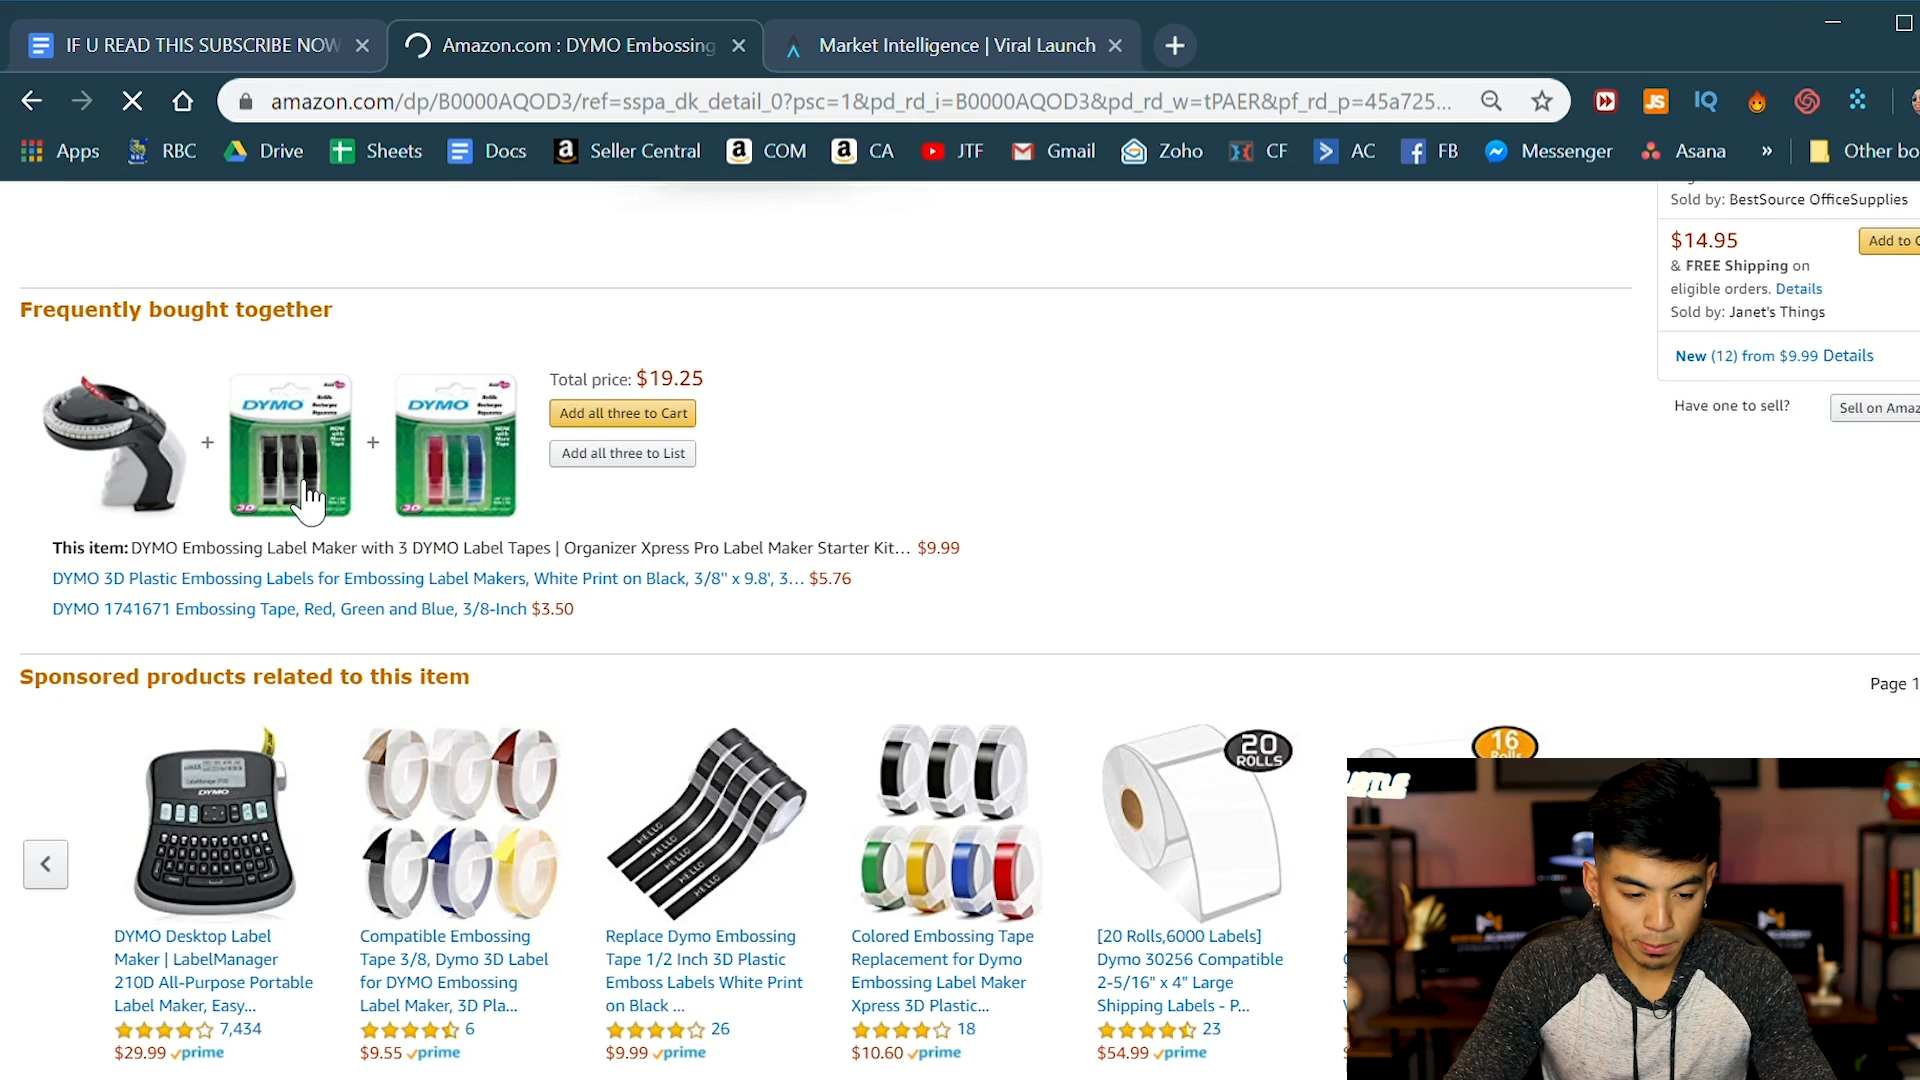 IF U READ THIS SUBSCRIBE NOW
Amazon.com : DYMO Embossing
Market Intelligence | Viral Launch
amazon.com/dp/B0000AQOD3/ref=sspa_dk_detail_0?psc=1&pd_rd_i=B0000AQOD3&pd_rd_w=tPAER&pf_rd_p=45a725...
JS
IQ
Apps
RBC
Drive
Sheets
Docs
Seller Central
COM
CA
JTF
Gmail
Zoho
CF
AC
FB
Messenger
Asana
»
Other bo
Sold by: BestSource OfficeSupplies
$14.95
Add to C
& FREE Shipping on
eligible orders. Details
Sold by: Janet's Things
New (12) from $9.99 Details
Have one to sell?
Sell on Amaz
Frequently bought together
DYMO
DYMO
+
+
Total price: $19.25
Add all three to Cart
Add all three to List
This item: DYMO Embossing Label Maker with 3 DYMO Label Tapes | Organizer Xpress Pro Label Maker Starter Kit... $9.99
DYMO 3D Plastic Embossing Labels for Embossing Label Makers, White Print on Black, 3/8" x 9.8', 3... $5.76
DYMO 1741671 Embossing Tape, Red, Green and Blue, 3/8-Inch $3.50
Sponsored products related to this item
Page 1
DYMO
HELLO
HELLO
HELLO
HELLO
20
ROLLS
16
Rolls
DYMO Desktop Label
Maker | LabelManager
210D All-Purpose Portable
Label Maker, Easy...
7,434
$29.99 prime
Compatible Embossing
Tape 3/8, Dymo 3D Label
for DYMO Embossing
Label Maker, 3D Pla...
6
$9.55 prime
Replace Dymo Embossing
Tape 1/2 Inch 3D Plastic
Emboss Labels White Print
on Black ...
26
$9.99 prime
Colored Embossing Tape
Replacement for Dymo
Embossing Label Maker
Xpress 3D Plastic...
18
$10.60 prime
[20 Rolls,6000 Labels]
Dymo 30256 Compatible
2-5/16" x 4" Large
Shipping Labels - P...
23
$54.99 prime